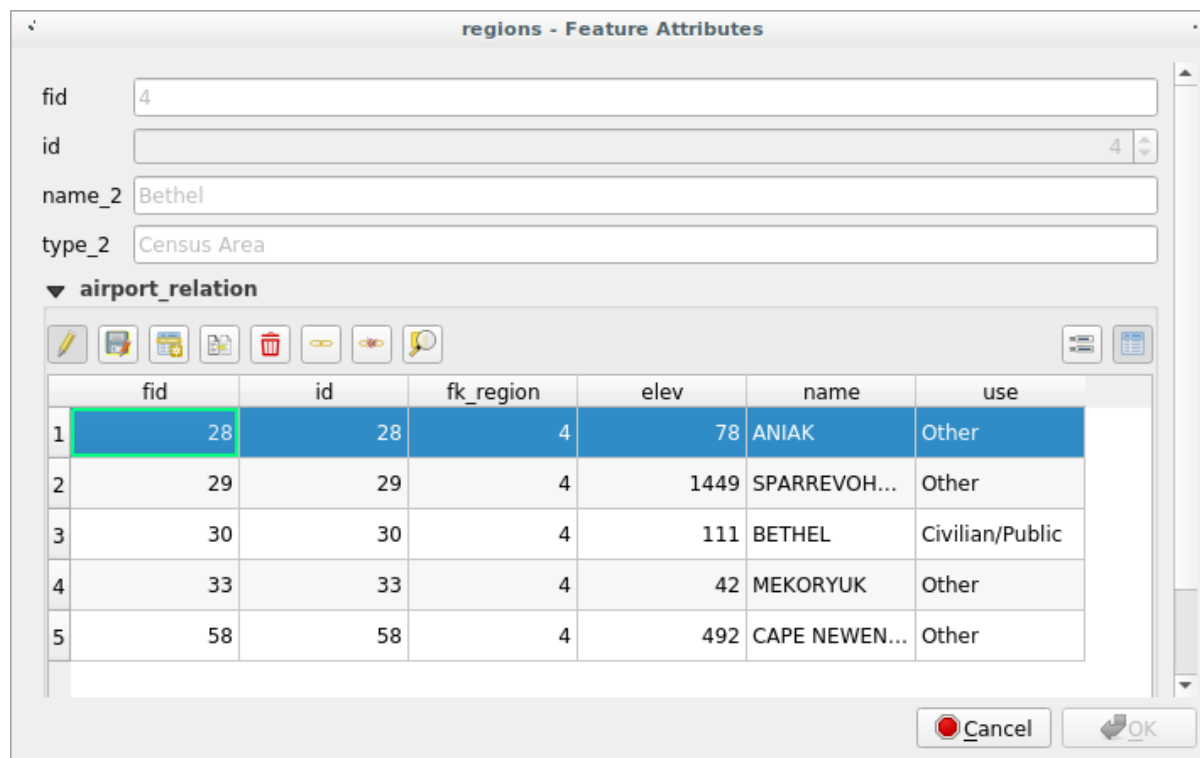 regions - Feature Attributes
fid 4
id 4
name_2 Bethel
type_2 Census Area
airport_relation
fid id fk_region elev name use
1 28 28 4 78 ANIAK Other
2 29 29 4 1449 SPARREVOH... Other
3 30 30 4 111 BETHEL Civilian/Public
4 33 33 4 42 MEKORYUK Other
5 58 58 4 492 CAPE NEWEN... Other
Cancel OK